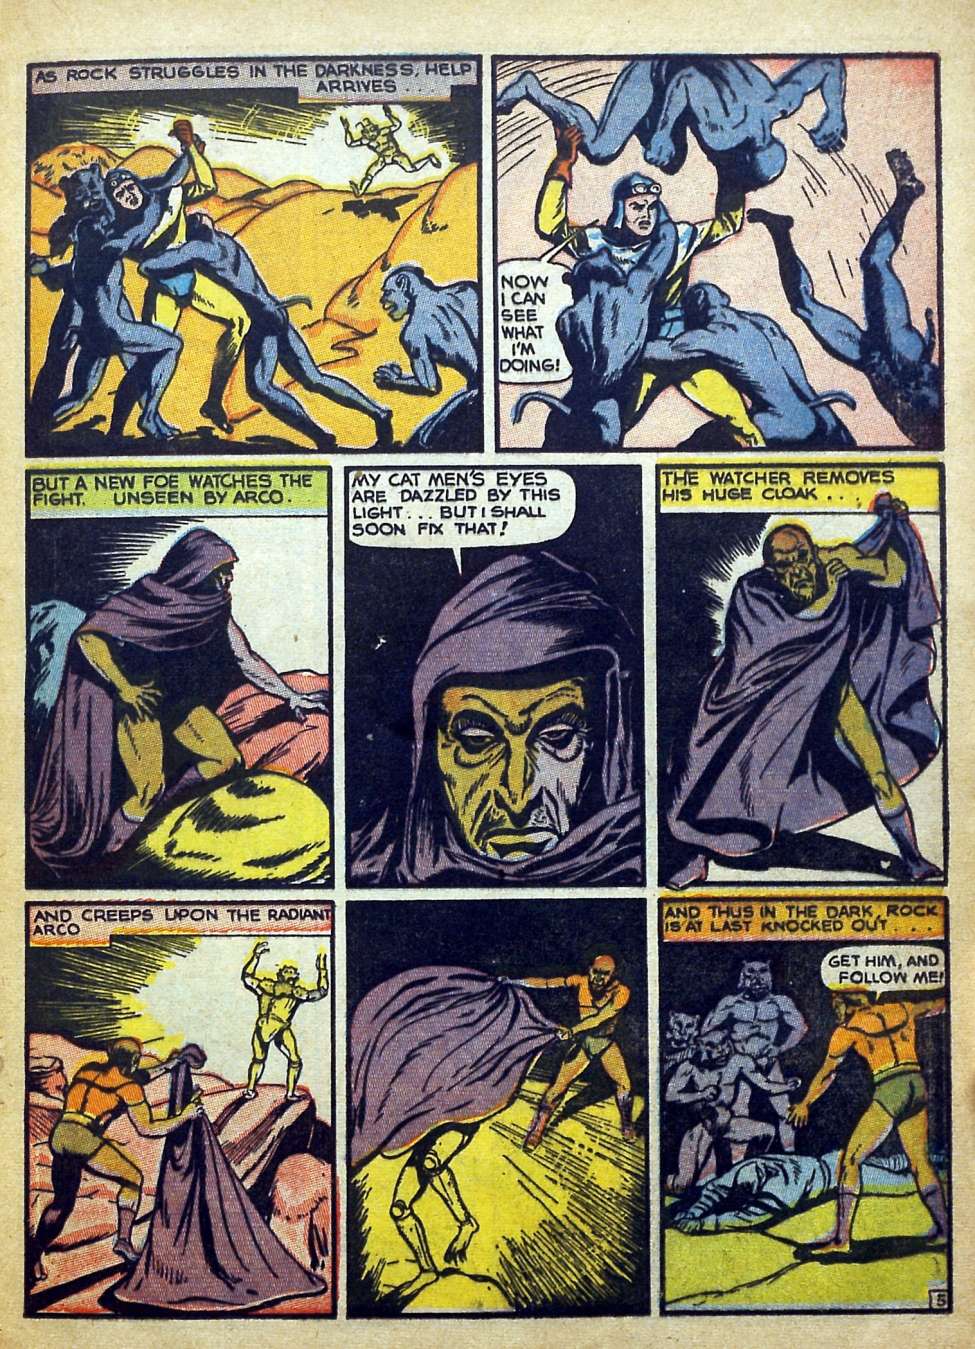 AS ROCK STRUGGLES IN THE DARKNESS, HELP
ARRIVES...
NOW
I CAN
SEE
WHAT
I'M
DOING!
BUT A NEW FOE WATCHES THE
FIGHT. UNSEEN BY ARCO.
MY CAT MEN'S EYES
ARE DAZZLED BY THIS
LIGHT... BUT I SHALL
SOON FIX THAT!
THE WATCHER REMOVES
HIS HUGE CLOAK...
AND CREEPS UPON THE RADIANT
ARCO
AND THUS IN THE DARK, ROCK
IS AT LAST KNOCKED OUT....
GET HIM, AND
FOLLOW ME!
5